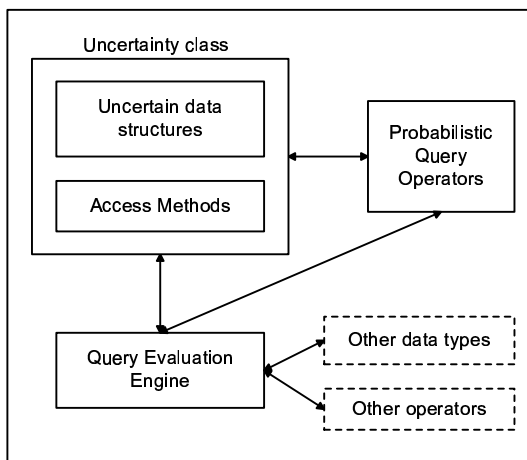 Uncertainty class
Uncertain data
structures
Access Methods
Probabilistic
Query
Operators
Query Evaluation
Engine
Other data types
Other operators